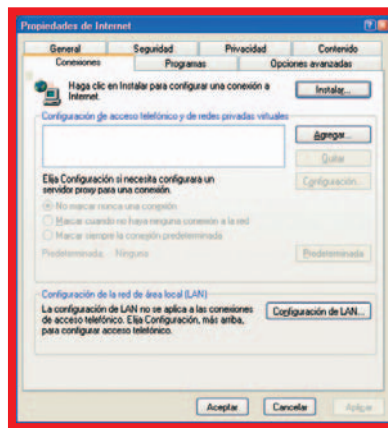 Propiedades de Internet
General Seguridad Privacidad Contenido
Conexiones Programas Opciones avanzadas
Haga clic en Instalar para configurar una conexión a
Internet.
Instalar...
Configuración de acceso telefónico y de redes privadas virtuales
Agregar...
Quitar
Elija Configuración si necesita configurara un
servidor proxy para una conexión.
Configuración...
No marcar nunca una conexión
Marcar cuando no haya ninguna conexión a la red
Marcar siempre la conexión predeterminada
Predeterminada: Ninguna
Predeterminada
Configuración de la red de área local (LAN)
La configuración de LAN no se aplica a las conexiones
de acceso telefónico. Elija Configuración, más arriba,
para configurar acceso telefónico.
Configuración de LAN...
Aceptar Cancelar Aplicar